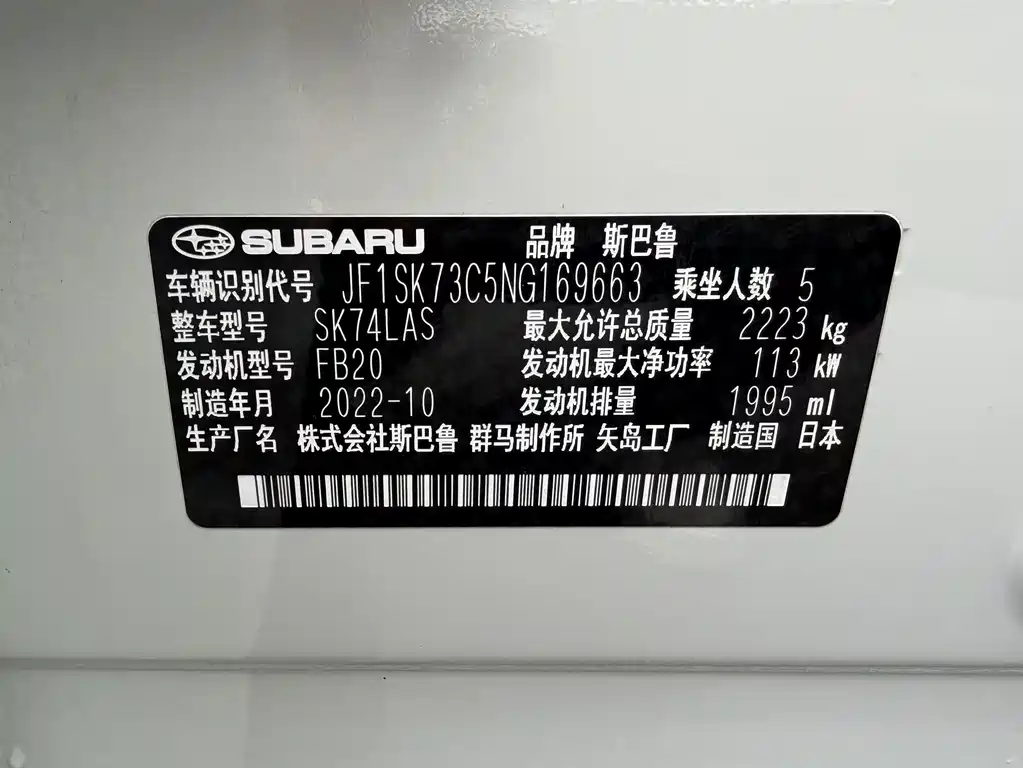 SUBARU 品牌 斯巴鲁
车辆识别代号 JF1SK73C5NG169663 乘坐人数 5
整车型号 SK74LAS 最大允许总质量 2223 kg
发动机型号 FB20 发动机最大净功率 113 kW
制造年月 2022-10 发动机排量 1995 ml
生产厂名 株式会社斯巴鲁 群马制作所 矢岛工厂 制造国 日本